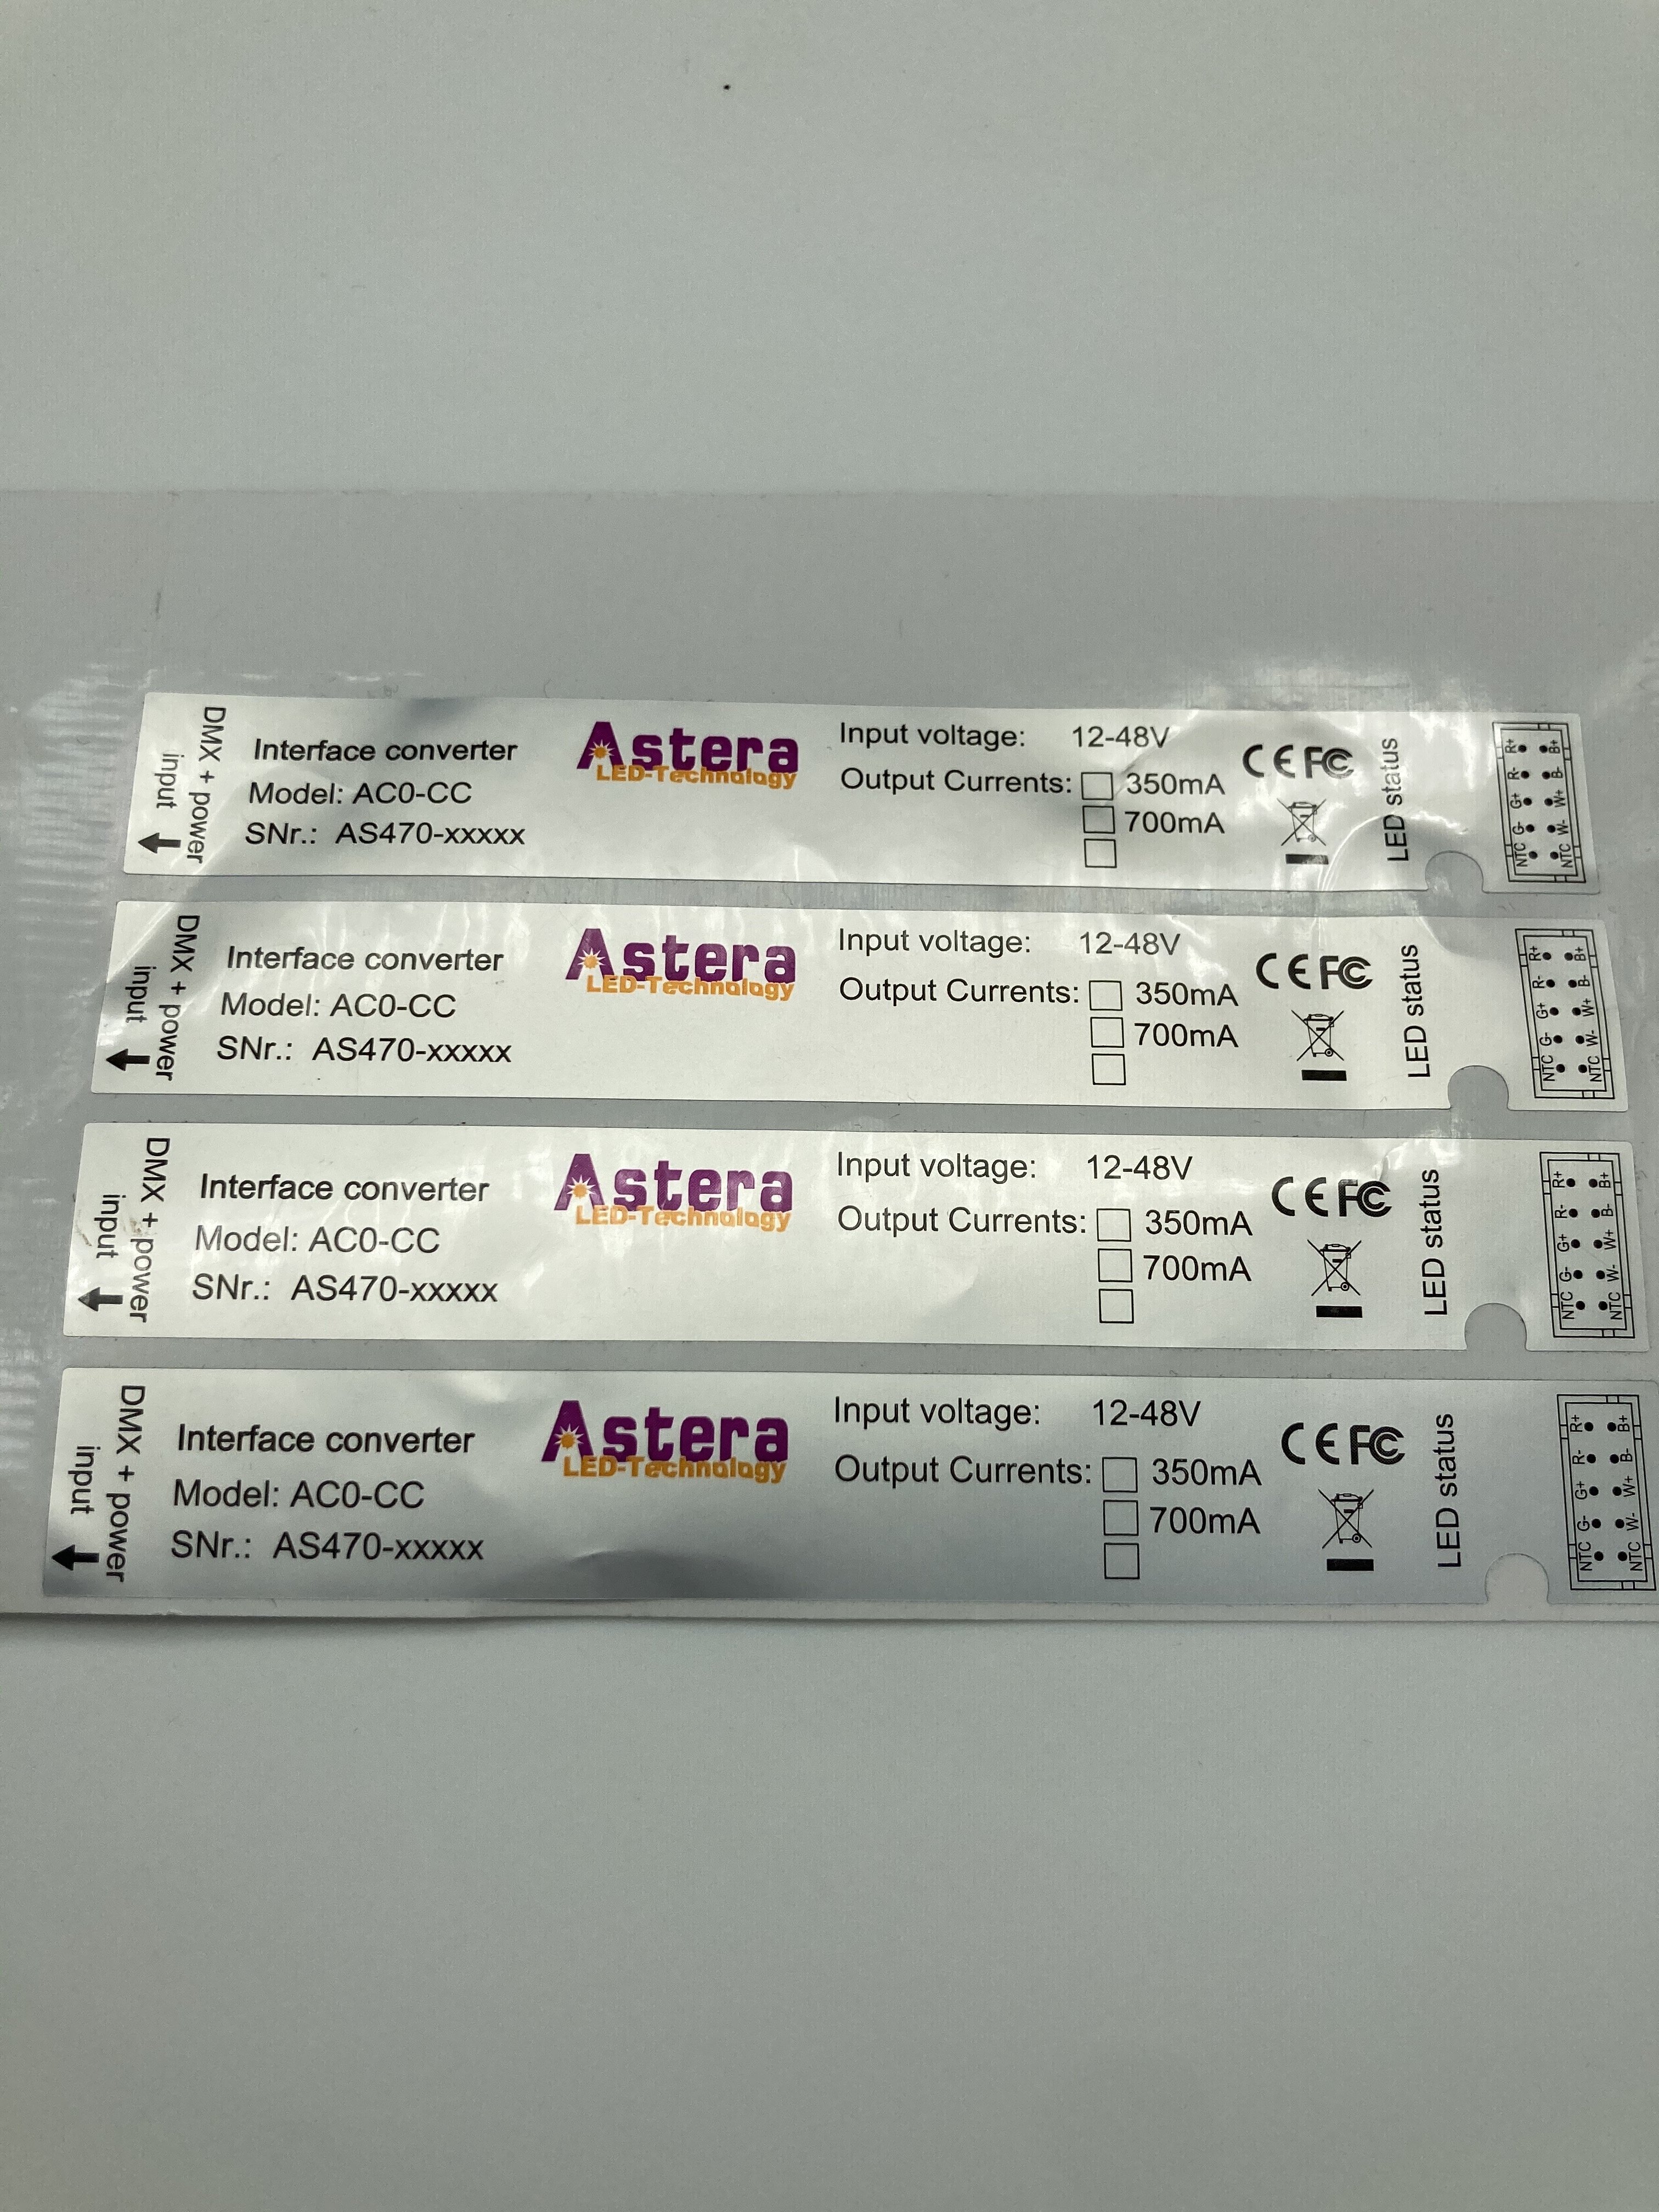 DMX + power
input
Interface converter
Model: AC0-CC
SNr.: AS470-xxxxx
Astera
LED-Technology
Input voltage: 12-48V
Output Currents: 350mA
700mA
CE FC
LED status
R+ B+
R- B-
G+ W+
G- W-
NTC NTC
DMX + power
input
Interface converter
Model: AC0-CC
SNr.: AS470-xxxxx
Astera
LED-Technology
Input voltage: 12-48V
Output Currents: 350mA
700mA
CE FC
LED status
R+ B+
R- B-
G+ W+
G- W-
NTC NTC
DMX + power
input
Interface converter
Model: AC0-CC
SNr.: AS470-xxxxx
Astera
LED-Technology
Input voltage: 12-48V
Output Currents: 350mA
700mA
CE FC
LED status
R+ B+
R- B-
G+ W+
G- W-
NTC NTC
DMX + power
input
Interface converter
Model: AC0-CC
SNr.: AS470-xxxxx
Astera
LED-Technology
Input voltage: 12-48V
Output Currents: 350mA
700mA
CE FC
LED status
R+ B+
R- B-
G+ W+
G- W-
NTC NTC